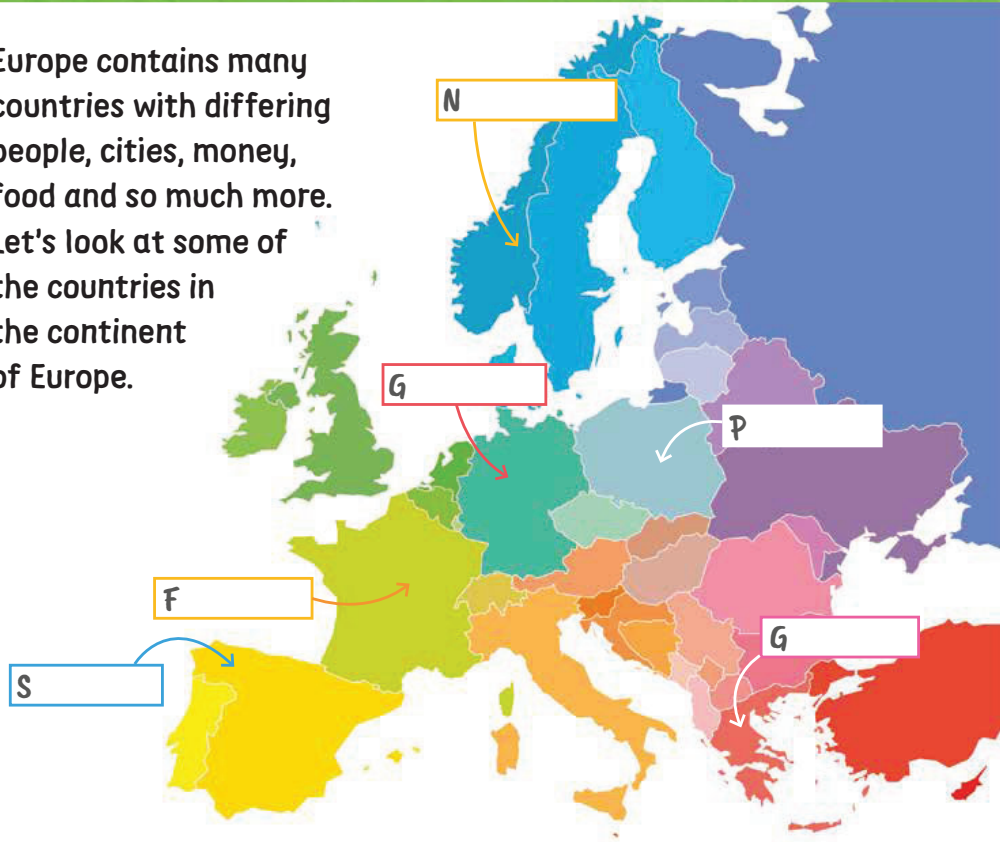 Europe contains many
countries with differing
people, cities, money,
food and so much more.
Let's look at some of
the countries in
the continent
of Europe.
N
G
P
F
G
S